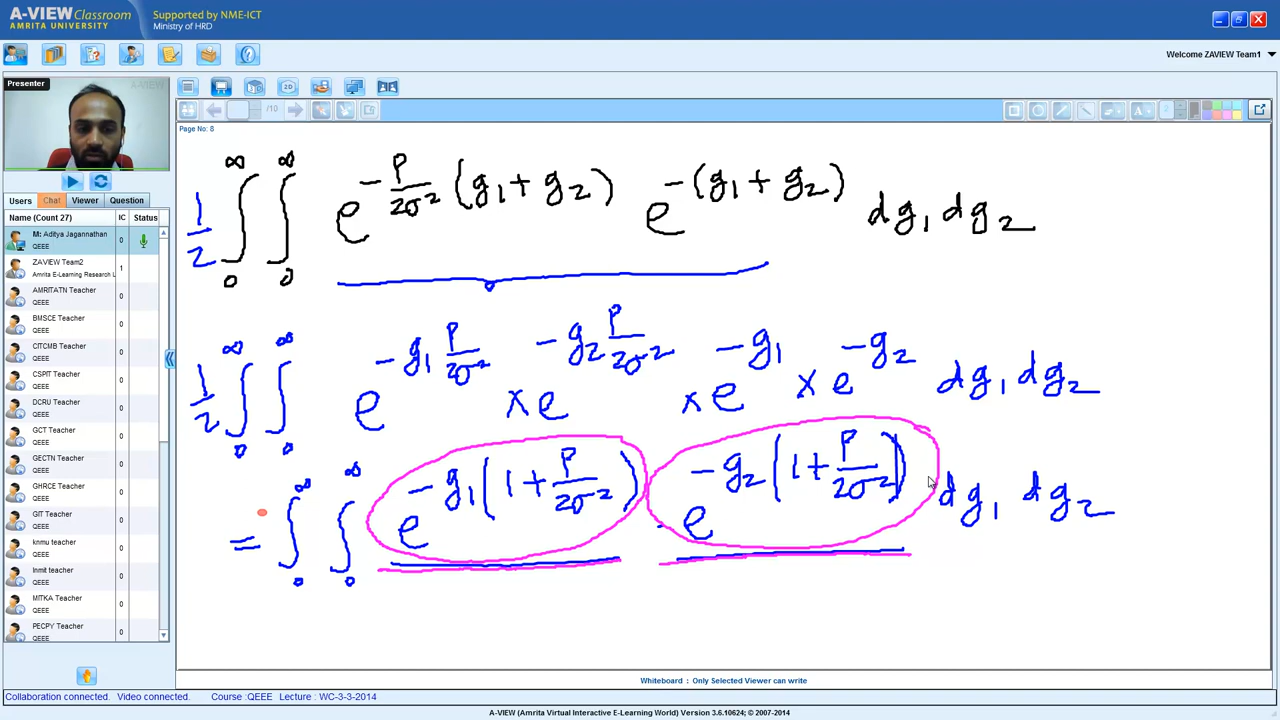 A-VIEW Classroom
AMRITA UNIVERSITY
Supported by NME-ICT
Ministry of HRD
Welcome ZAVIEW Team1
Presenter
A-VIEW
/10
Page No: 8
Users Chat Viewer Question
Name (Count 27) IC Status
M: Aditya Jagannathan 0
QEEE
ZAVIEW Team2 1
Amrita E-Learning Research L
AMRITATN Teacher 0
QEEE
BMSCE Teacher 0
QEEE
CITCMB Teacher 0
QEEE
CSPIT Teacher 0
QEEE
DCRU Teacher 0
QEEE
GCT Teacher 0
QEEE
GECTN Teacher 0
QEEE
GHRCE Teacher 0
QEEE
GIT Teacher 0
QEEE
knmu teacher 0
QEEE
lnmit teacher 0
QEEE
MITKA Teacher 0
QEEE
PECPY Teacher 0
QEEE
1/2 ∫₀^∞ ∫₀^∞ e^(-P/2σ² (g₁+g₂)) e^(-(g₁+g₂)) dg₁ dg₂
1/2 ∫₀^∞ ∫₀^∞ e^(-g₁ P/2σ²) × e^(-g₂ P/2σ²) × e^(-g₁) × e^(-g₂) dg₁ dg₂
= ∫₀^∞ ∫₀^∞ e^(-g₁(1+P/2σ²)) e^(-g₂(1+P/2σ²)) dg₁ dg₂
Whiteboard : Only Selected Viewer can write
Collaboration connected. Video connected. Course :QEEE Lecture : WC-3-3-2014
A-VIEW (Amrita Virtual Interactive E-Learning World) Version 3.6.10624; © 2007-2014